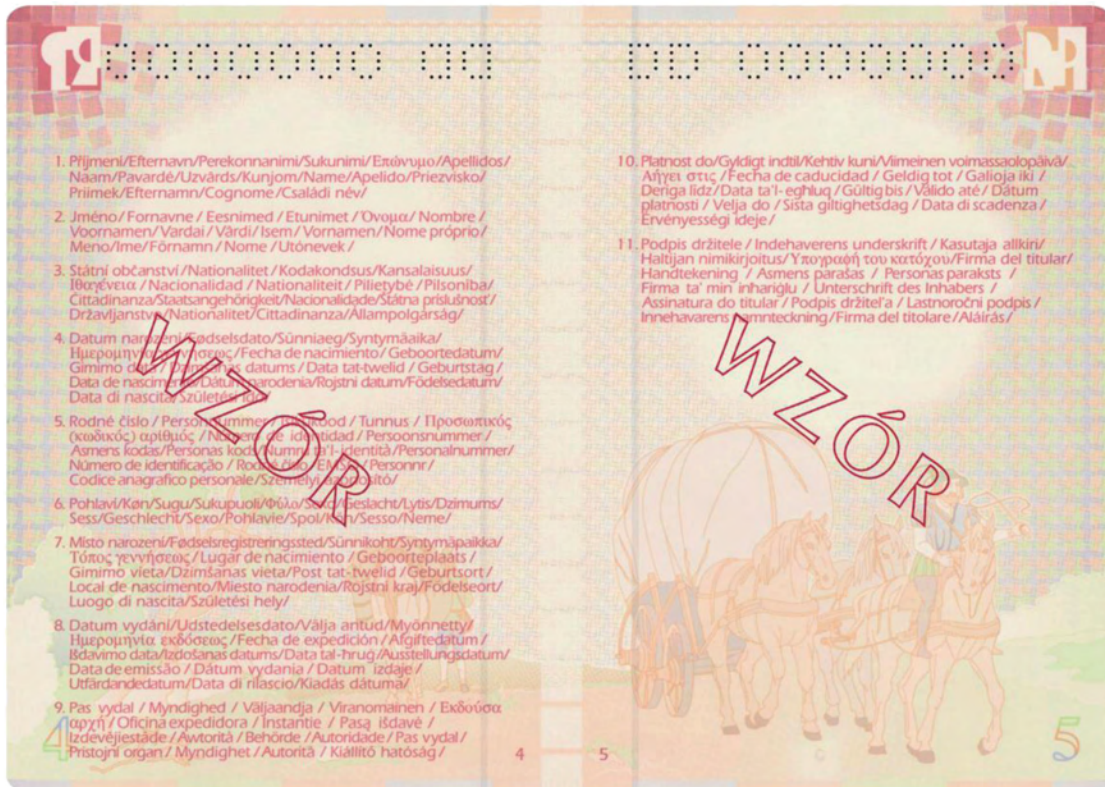 1. Příjmení/Efternavn/Perekonnanimi/Sukunimi/Επώνυμο/Apellidos/
Naam/Pavardė/Uzvārds/Kunjom/Name/Apelido/Priezvisko/
Priimek/Efternamn/Cognome/Családi név/
2. Jméno/Fornavne/Eesnimed/Etunimet/Όνομα/Nombre/
Voornamen/Vardai/Vārdi/Isem/Vornamen/Nome próprio/
Meno/Ime/Förnamn/Nome/Utónevek/
3. Státní občanství/Nationalitet/Kodakondsus/Kansalaisuus/
Ιθαγένεια/Nacionalidad/Nationaliteit/Pilietybė/Pilsonība/
Cittadinanza/Staatsangehörigkeit/Nacionalidade/Štátna príslušnosť/
Državljanstvo/Nationalitet/Cittadinanza/Állampolgárság/
4. Datum narození/Fødselsdato/Sünniaeg/Syntymäaika/
Ημερομηνία γεννήσεως/Fecha de nacimiento/Geboortedatum/
Gimimo data/Dzimšanas datums/Data tat-twelid/Geburtstag/
Data de nascimento/Dátum narodenia/Rojstni datum/Födelsedatum/
Data di nascita/Születési idő/
5. Rodné číslo/Personnummer/Isikukood/Tunnus/Προσωπικός
(κωδικός) αριθμός/Número de identidad/Persoonsnummer/
Asmens kodas/Personas kods/Numru ta'l-identità/Personalnummer/
Número de identificação/Rodné číslo/EMŠO/Personnr/
Codice anagrafico personale/Személyi azonosító/
6. Pohlaví/Køn/Sugu/Sukupuoli/Φύλο/Sexo/Geslacht/Lytis/Dzimums/
Sess/Geschlecht/Sexo/Pohlavie/Spol/Kön/Sesso/Neme/
7. Místo narození/Fødselsregistreringssted/Sünnikoht/Syntymäpaikka/
Τόπος γεννήσεως/Lugar de nacimiento/Geboorteplaats/
Gimimo vieta/Dzimšanas vieta/Post tat-twelid/Geburtsort/
Local de nascimento/Miesto narodenia/Rojstni kraj/Födelseort/
Luogo di nascita/Születési hely/
8. Datum vydání/Udstedelsesdato/Välja antud/Myönnetty/
Ημερομηνία εκδόσεως/Fecha de expedición/Afgiftedatum/
Išdavimo data/Izdošanas datums/Data tal-ħruġ/Ausstellungsdatum/
Data de emissão/Dátum vydania/Datum izdaje/
Utfärdandedatum/Data di rilascio/Kiadás dátuma/
9. Pas vydal/Myndighed/Väljaandja/Viranomainen/Εκδούσα
αρχή/Oficina expedidora/Instantie/Pasą išdavė/
Izdevējiestāde/Awtorità/Behörde/Autoridade/Pas vydal/
Pristojni organ/Myndighet/Autorità/Kiállító hatóság/
4
4
WZÓR
10. Platnost do/Gyldigt indtil/Kehtiv kuni/Viimeinen voimassaolopäivä/
Λήγει στις/Fecha de caducidad/Geldig tot/Galioja iki/
Derīga līdz/Data ta'l-egħluq/Gültig bis/Válido até/Dátum
platnosti/Velja do/Sista giltighetsdag/Data di scadenza/
Érvényességi ideje/
11. Podpis držitele/Indehaverens underskrift/Kasutaja allkiri/
Haltijan nimikirjoitus/Υπογραφή του κατόχου/Firma del titular/
Handtekening/Asmens parašas/Personas paraksts/
Firma ta' min inħariġlu/Unterschrift des Inhabers/
Assinatura do titular/Podpis držiteľa/Lastnoročni podpis/
Innehavarens namnteckning/Firma del titolare/Aláírás/
WZÓR
5
5